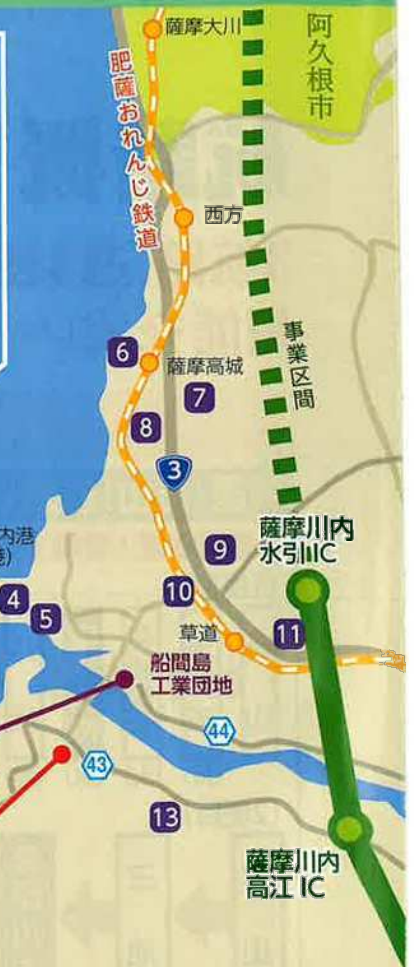 薩摩大川
阿久根市
肥薩おれんじ鉄道
西方
事業区間
6
薩摩高城
7
8
3
内港
港)
薩摩川内
水引IC
9
4
5
10
草道
11
船間島
工業団地
44
43
13
薩摩川内
高江 IC